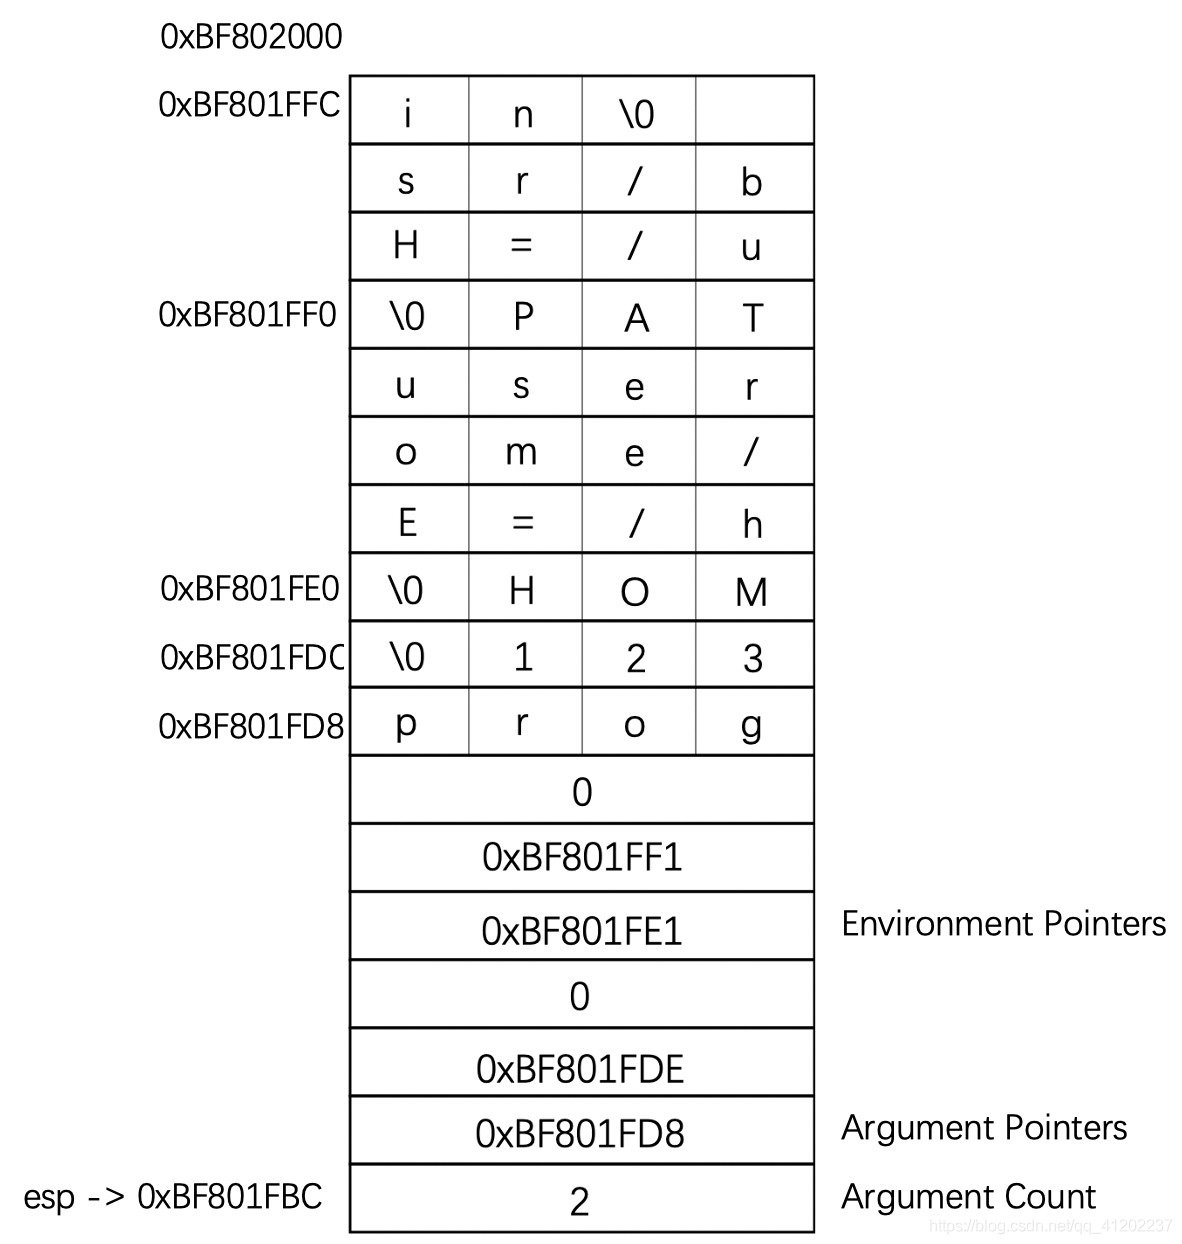 0xBF802000
0xBF801FFC i n \0
s r / b
H = / u
0xBF801FF0 \0 P A T
u s e r
o m e /
E = / h
0xBF801FE0 \0 H O M
0xBF801FDC \0 1 2 3
0xBF801FD8 p r o g
0
0xBF801FF1
0xBF801FE1 Environment Pointers
0
0xBF801FDE
0xBF801FD8 Argument Pointers
esp -> 0xBF801FBC 2 Argument Count
https://blog.csdn.net/qq_41202237